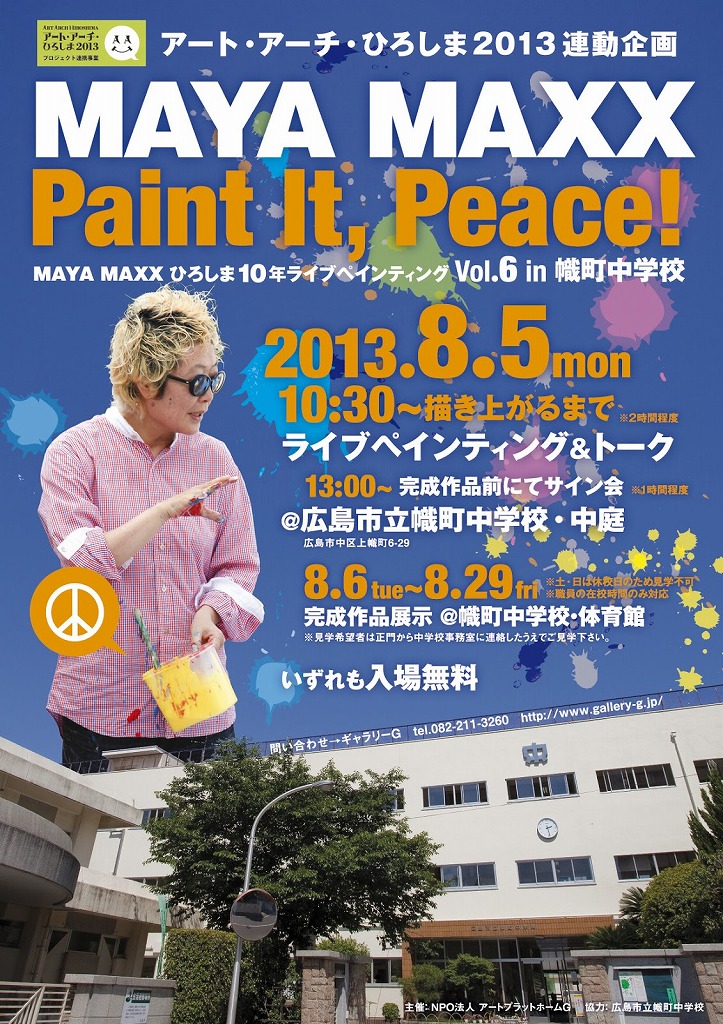 ART ARCH HIROSHIMA
アート・アーチ・
ひろしま2013
プロジェクト連携事業
アート・アーチ・ひろしま2013連動企画
MAYA MAXX
Paint It, Peace!
MAYA MAXX ひろしま10年ライブペインティング Vol.6 in 幟町中学校
2013.8.5mon
10:30~描き上がるまで ※2時間程度
ライブペインティング&トーク
13:00~ 完成作品前にてサイン会 ※1時間程度
@広島市立幟町中学校・中庭
広島市中区上幟町6-29
8.6tue~8.29fri ※土・日は休校日のため見学不可
※職員の在校時間のみ対応
完成作品展示 @幟町中学校・体育館
※見学希望者は正門から中学校事務室に連絡したうえでご見学下さい。
いずれも入場無料
問い合わせ→ギャラリーG tel.082-211-3260 http://www.gallery-g.jp/
中
主催:NPO法人 アートプラットホームG 協力:広島市立幟町中学校